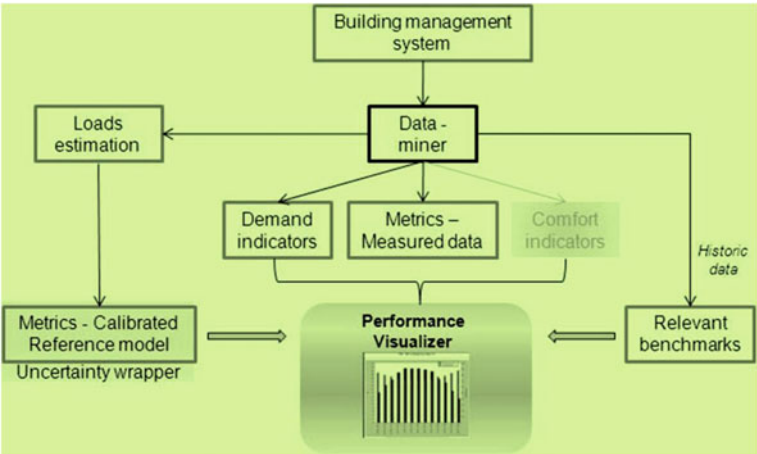 Building management
system
Loads
estimation
Data -
miner
Demand
indicators
Metrics –
Measured data
Comfort
indicators
Historic
data
Metrics - Calibrated
Reference model
Uncertainty wrapper
Performance
Visualizer
Relevant
benchmarks